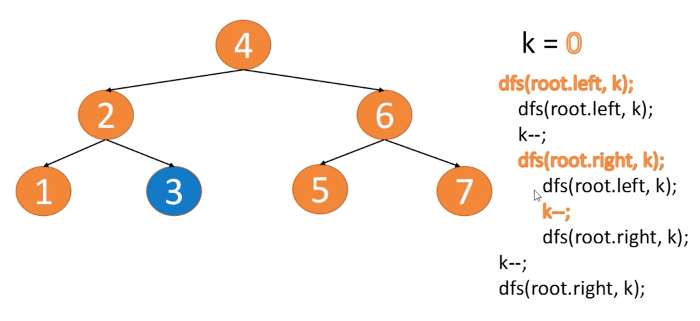 4
k = 0
dfs(root.left, k);
2
6
dfs(root.left, k);
k--;
dfs(root.right, k);
1
3
5
7
dfs(root.left, k);
k--;
dfs(root.right, k);
k--;
dfs(root.right, k);